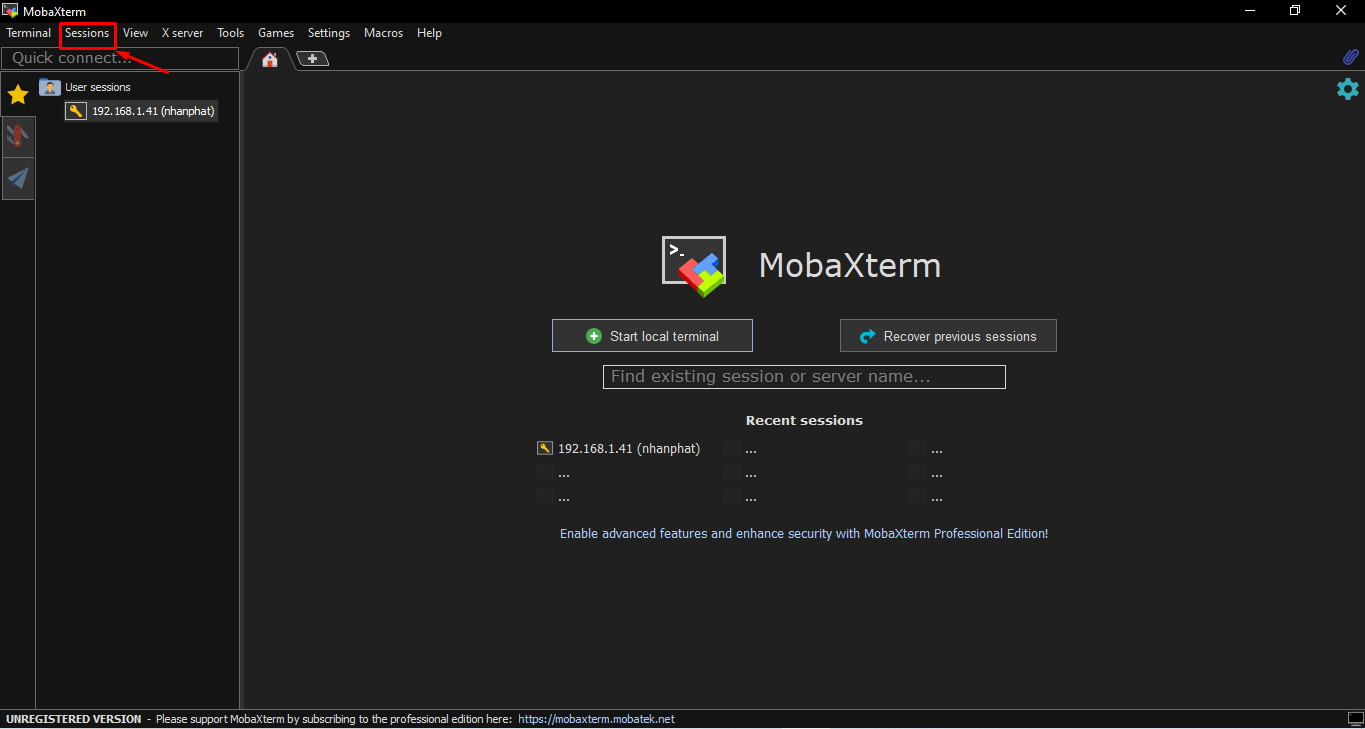 MobaXterm
Terminal Sessions View X server Tools Games Settings Macros Help
Quick connect...
User sessions
192.168.1.41 (nhanphat)
>_
MobaXterm
Start local terminal Recover previous sessions
Find existing session or server name...
Recent sessions
192.168.1.41 (nhanphat) ... ...
... ... ...
... ... ...
Enable advanced features and enhance security with MobaXterm Professional Edition!
UNREGISTERED VERSION - Please support MobaXterm by subscribing to the professional edition here: https://mobaxterm.mobatek.net